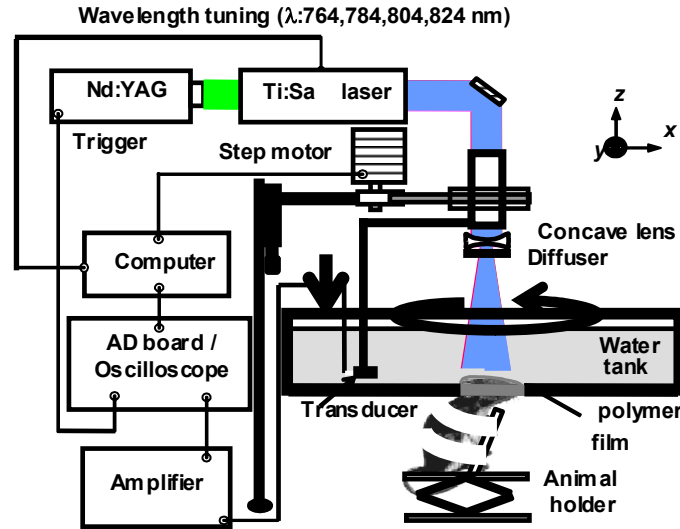 Wavelength tuning (λ:764,784,804,824 nm)
Nd:YAG
Ti:Sa laser
Trigger
Step motor
z
x
y
Concave lens
Diffuser
Computer
AD board /
Oscilloscope
Water
tank
Transducer
polymer
film
Amplifier
Animal
holder